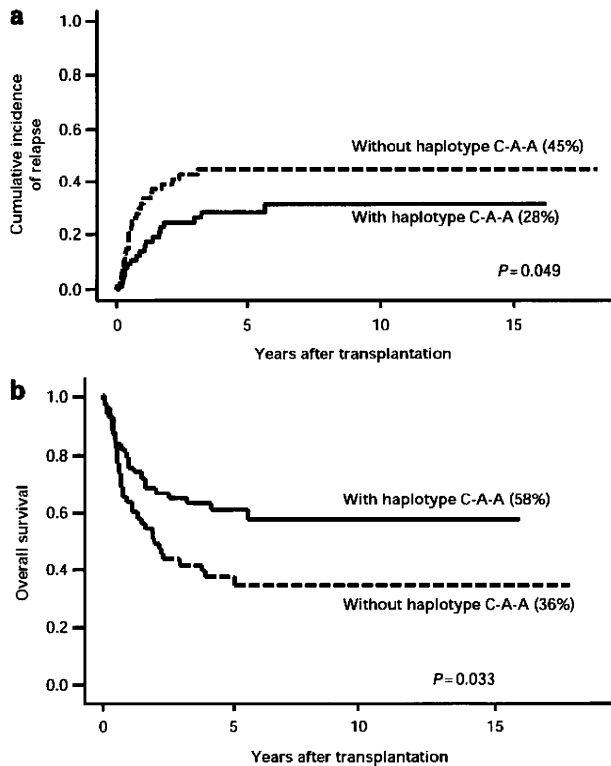 a
1.0
0.8
0.6
0.4
0.2
0.0
Cumulative incidence
of relapse
Without haplotype C-A-A (45%)
With haplotype C-A-A (28%)
P = 0.049
0 5 10 15
Years after transplantation
b
1.0
0.8
0.6
0.4
0.2
0.0
Overall survival
With haplotype C-A-A (58%)
Without haplotype C-A-A (36%)
P = 0.033
0 5 10 15
Years after transplantation